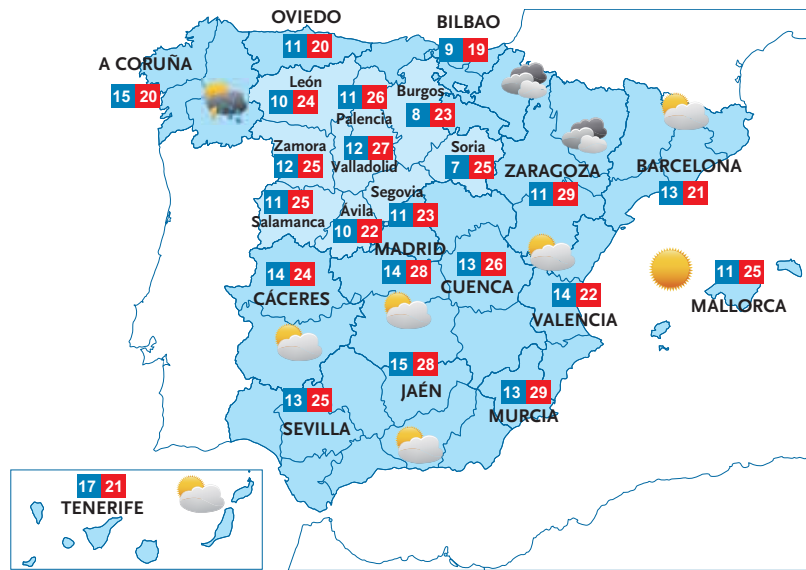 OVIEDO
11 20
BILBAO
9 19
A CORUÑA
15 20
León
10 24
11 26
Palencia
Burgos
8 23
Zamora
12 25
12 27
Valladolid
Soria
7 25
ZARAGOZA
11 29
BARCELONA
13 21
11 25
Salamanca
Ávila
10 22
Segovia
11 23
MADRID
14 28
14 24
CÁCERES
13 26
CUENCA
14 22
VALENCIA
11 25
MALLORCA
15 28
JAÉN
13 25
SEVILLA
13 29
MURCIA
17 21
TENERIFE